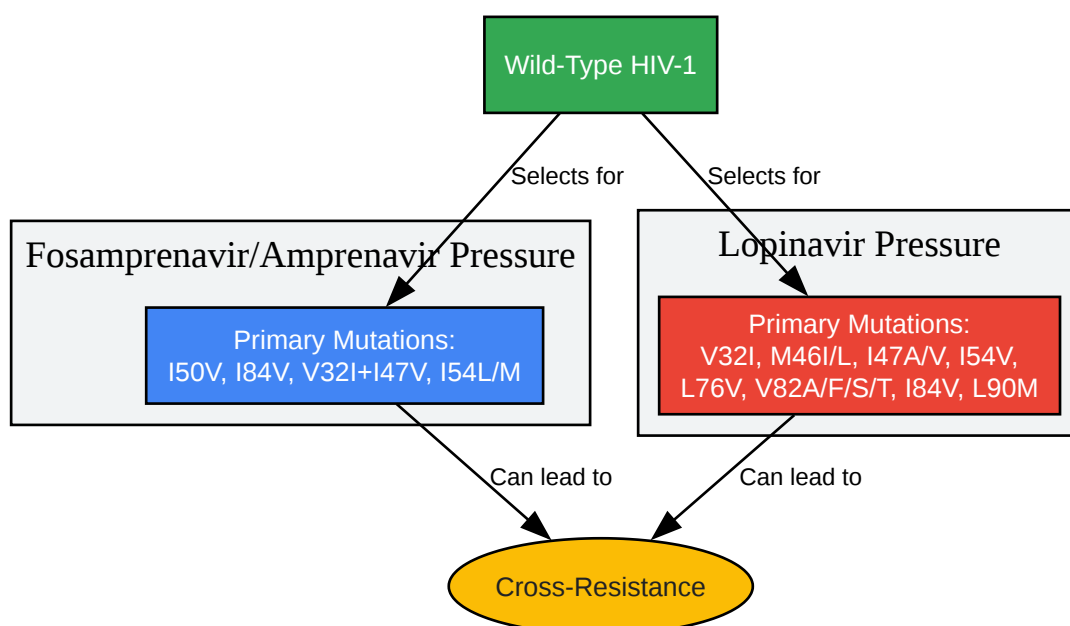 Wild-Type HIV-1
Selects for
Selects for
Fosamprenavir/Amprenavir Pressure
Lopinavir Pressure
Primary Mutations:
I50V, I84V, V32I+I47V, I54L/M
Primary Mutations:
V32I, M46I/L, I47A/V, I54V,
L76V, V82A/F/S/T, I84V, L90M
Can lead to
Can lead to
Cross-Resistance